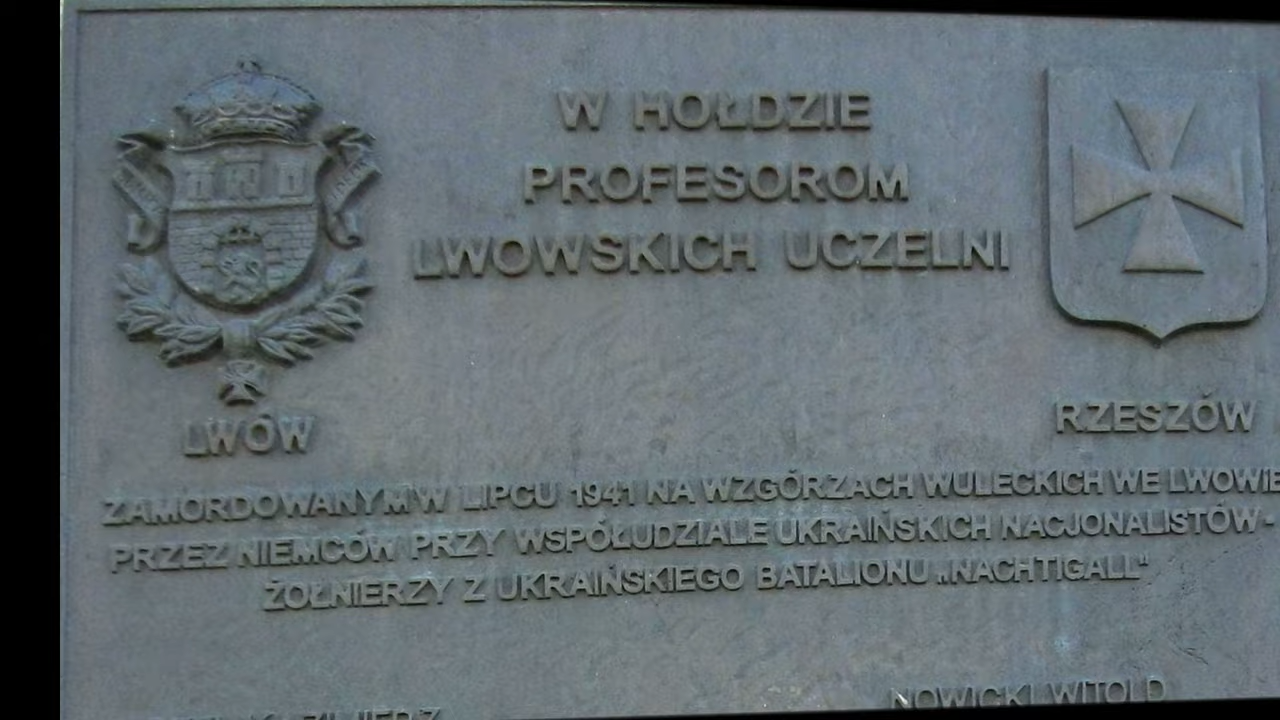 W HOŁDZIE
PROFESOROM
LWOWSKICH UCZELNI
LWÓW
RZESZÓW
ZAMORDOWANYM W LIPCU 1941 NA WZGÓRZACH WULECKICH WE LWOWIE
PRZEZ NIEMCÓW PRZY WSPÓŁUDZIALE UKRAIŃSKICH NACJONALISTÓW -
ŻOŁNIERZY Z UKRAIŃSKIEGO BATALIONU „NACHTIGALL"
NOWICKI WITOLD